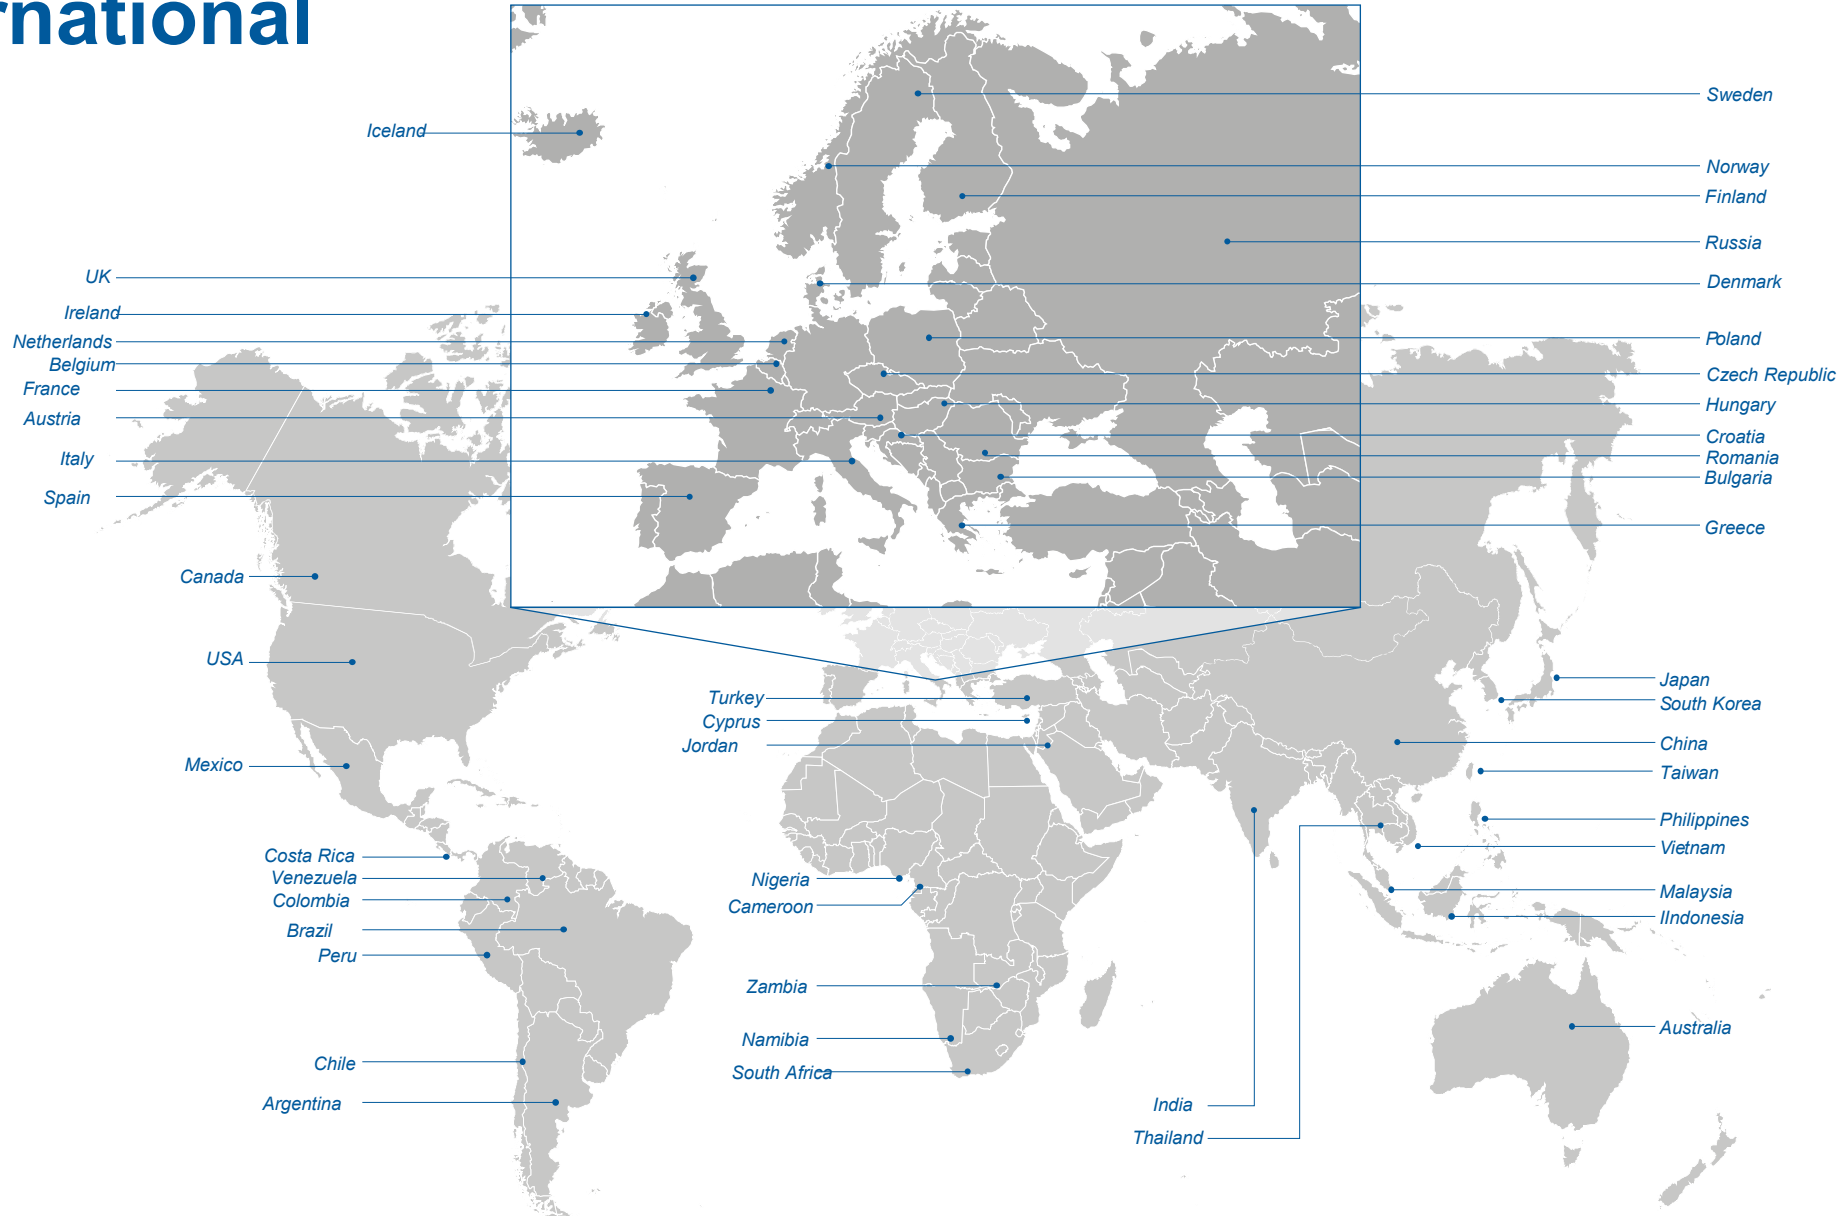 rnational
Sweden
Iceland
Norway
Finland
Russia
UK
Denmark
Ireland
Netherlands
Poland
Belgium
Czech Republic
France
Hungary
Austria
Croatia
Italy
Romania
Bulgaria
Spain
Greece
Canada
USA
Japan
Turkey
South Korea
Cyprus
Jordan
China
Mexico
Taiwan
Philippines
Vietnam
Costa Rica
Venezuela
Nigeria
Malaysia
Colombia
Cameroon
IIndonesia
Brazil
Peru
Zambia
Australia
Namibia
Chile
South Africa
Argentina
India
Thailand